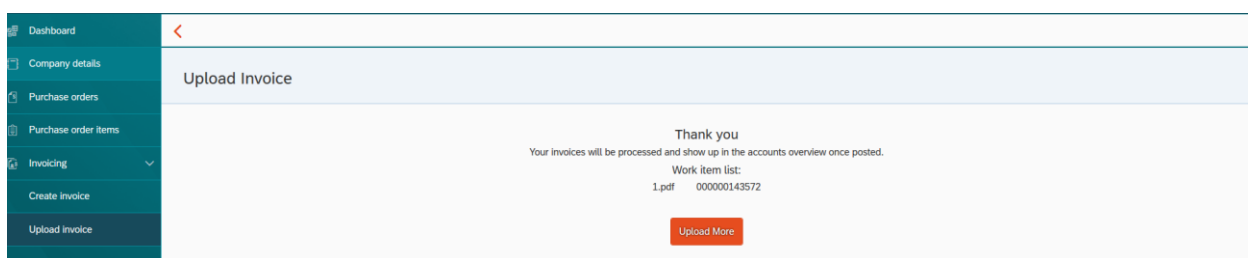 Dashboard
Company details
Purchase orders
Purchase order items
Invoicing
Create invoice
Upload invoice
Upload Invoice
Thank you
Your invoices will be processed and show up in the accounts overview once posted.
Work item list:
1.pdf 000000143572
Upload More